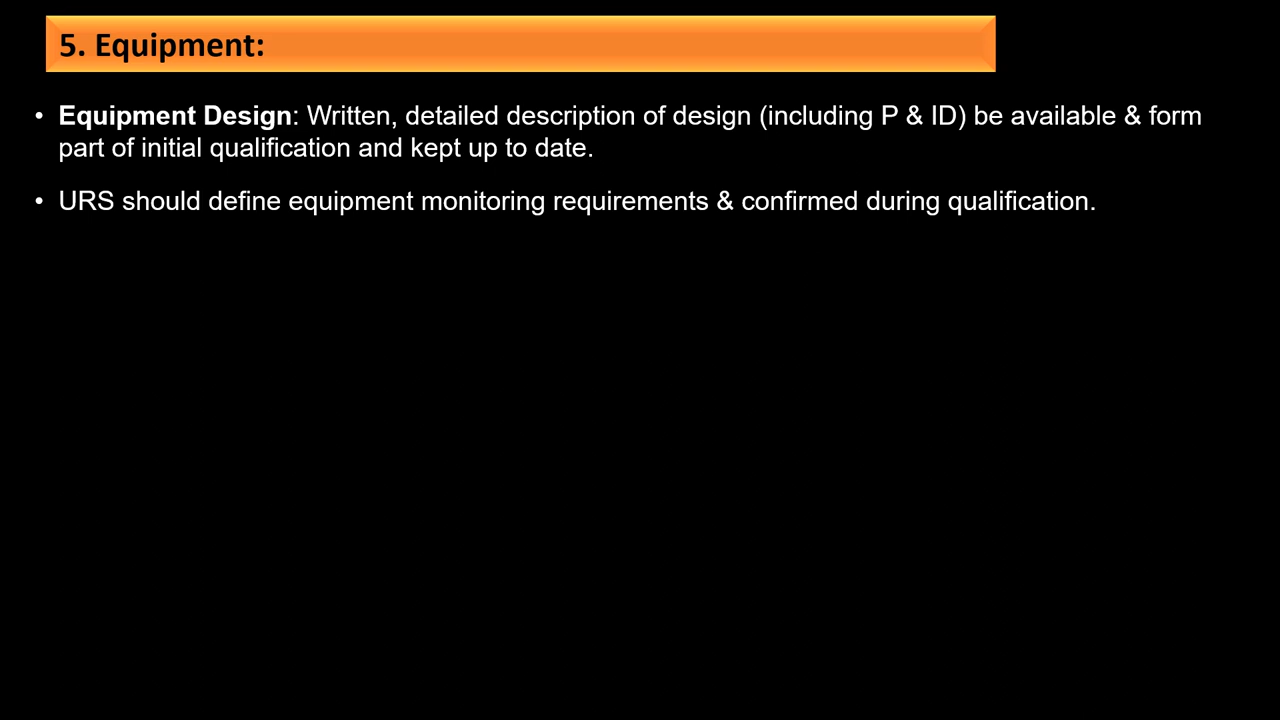 5. Equipment:
• Equipment Design: Written, detailed description of design (including P & ID) be available & form
part of initial qualification and kept up to date.
• URS should define equipment monitoring requirements & confirmed during qualification.